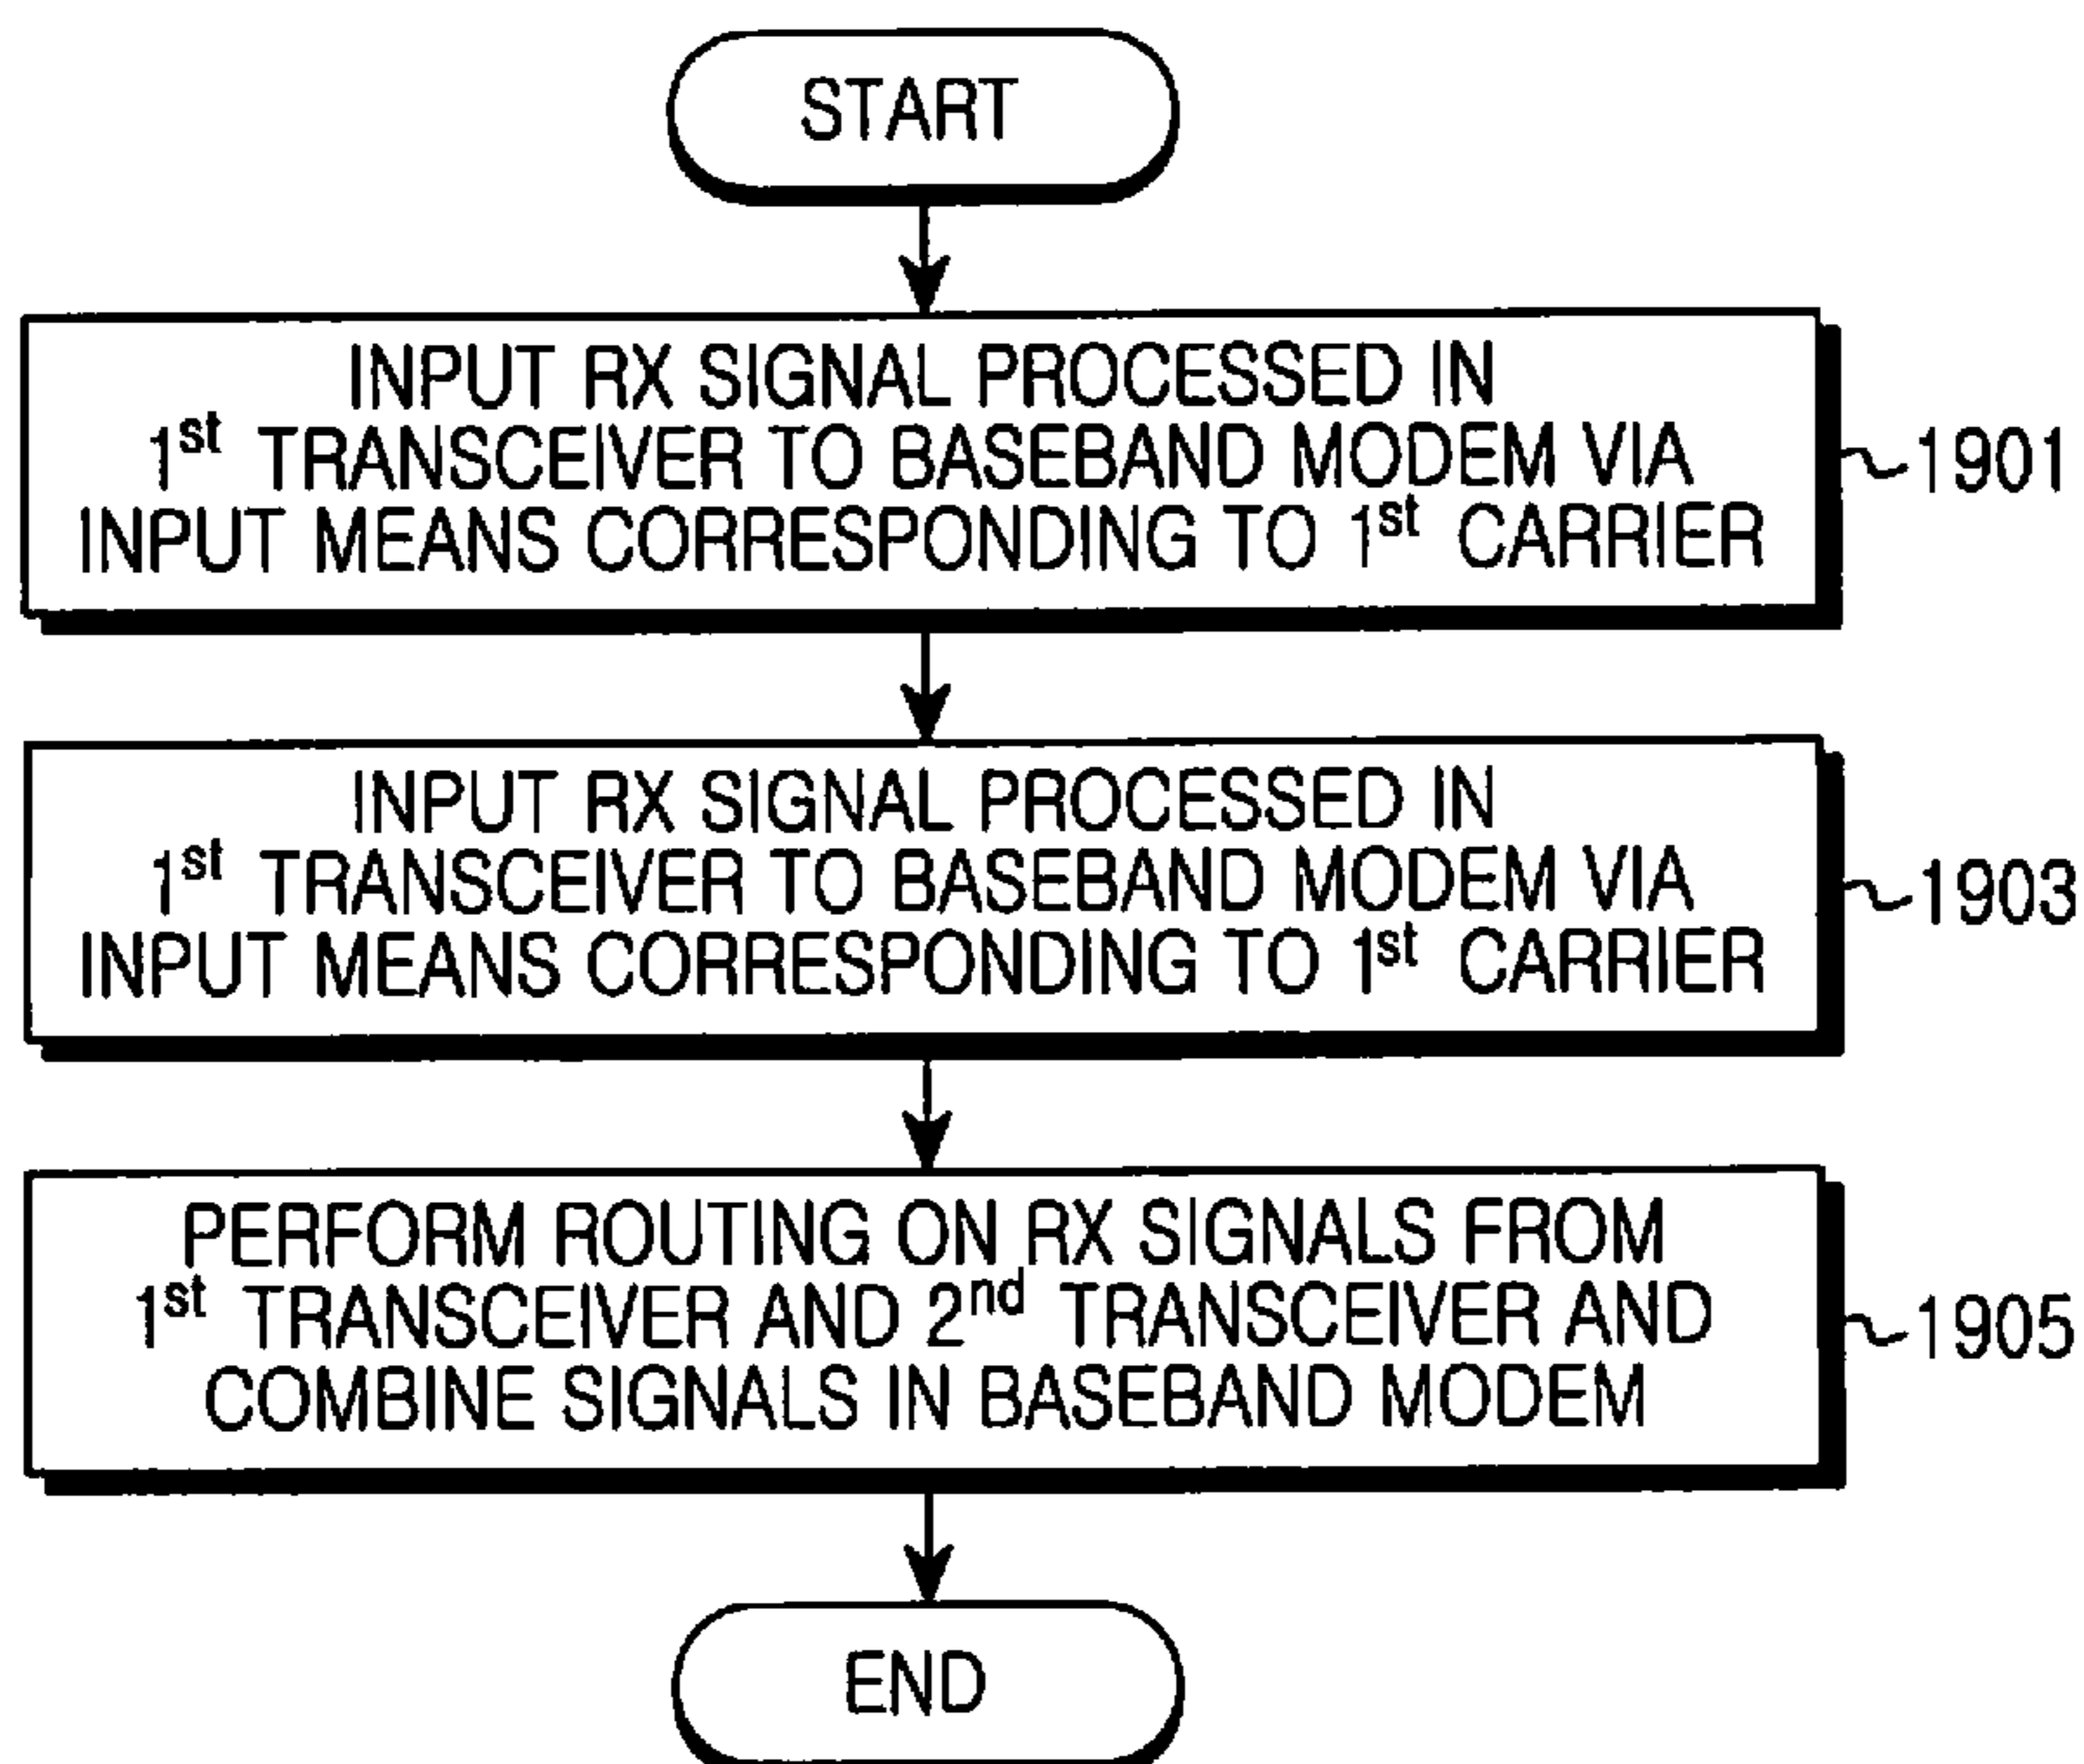 START
INPUT RX SIGNAL PROCESSED IN
1st TRANSCEIVER TO BASEBAND MODEM VIA
INPUT MEANS CORRESPONDING TO 1st CARRIER
1901
INPUT RX SIGNAL PROCESSED IN
1st TRANSCEIVER TO BASEBAND MODEM VIA
INPUT MEANS CORRESPONDING TO 1st CARRIER
1903
PERFORM ROUTING ON RX SIGNALS FROM
1st TRANSCEIVER AND 2nd TRANSCEIVER AND
COMBINE SIGNALS IN BASEBAND MODEM
1905
END